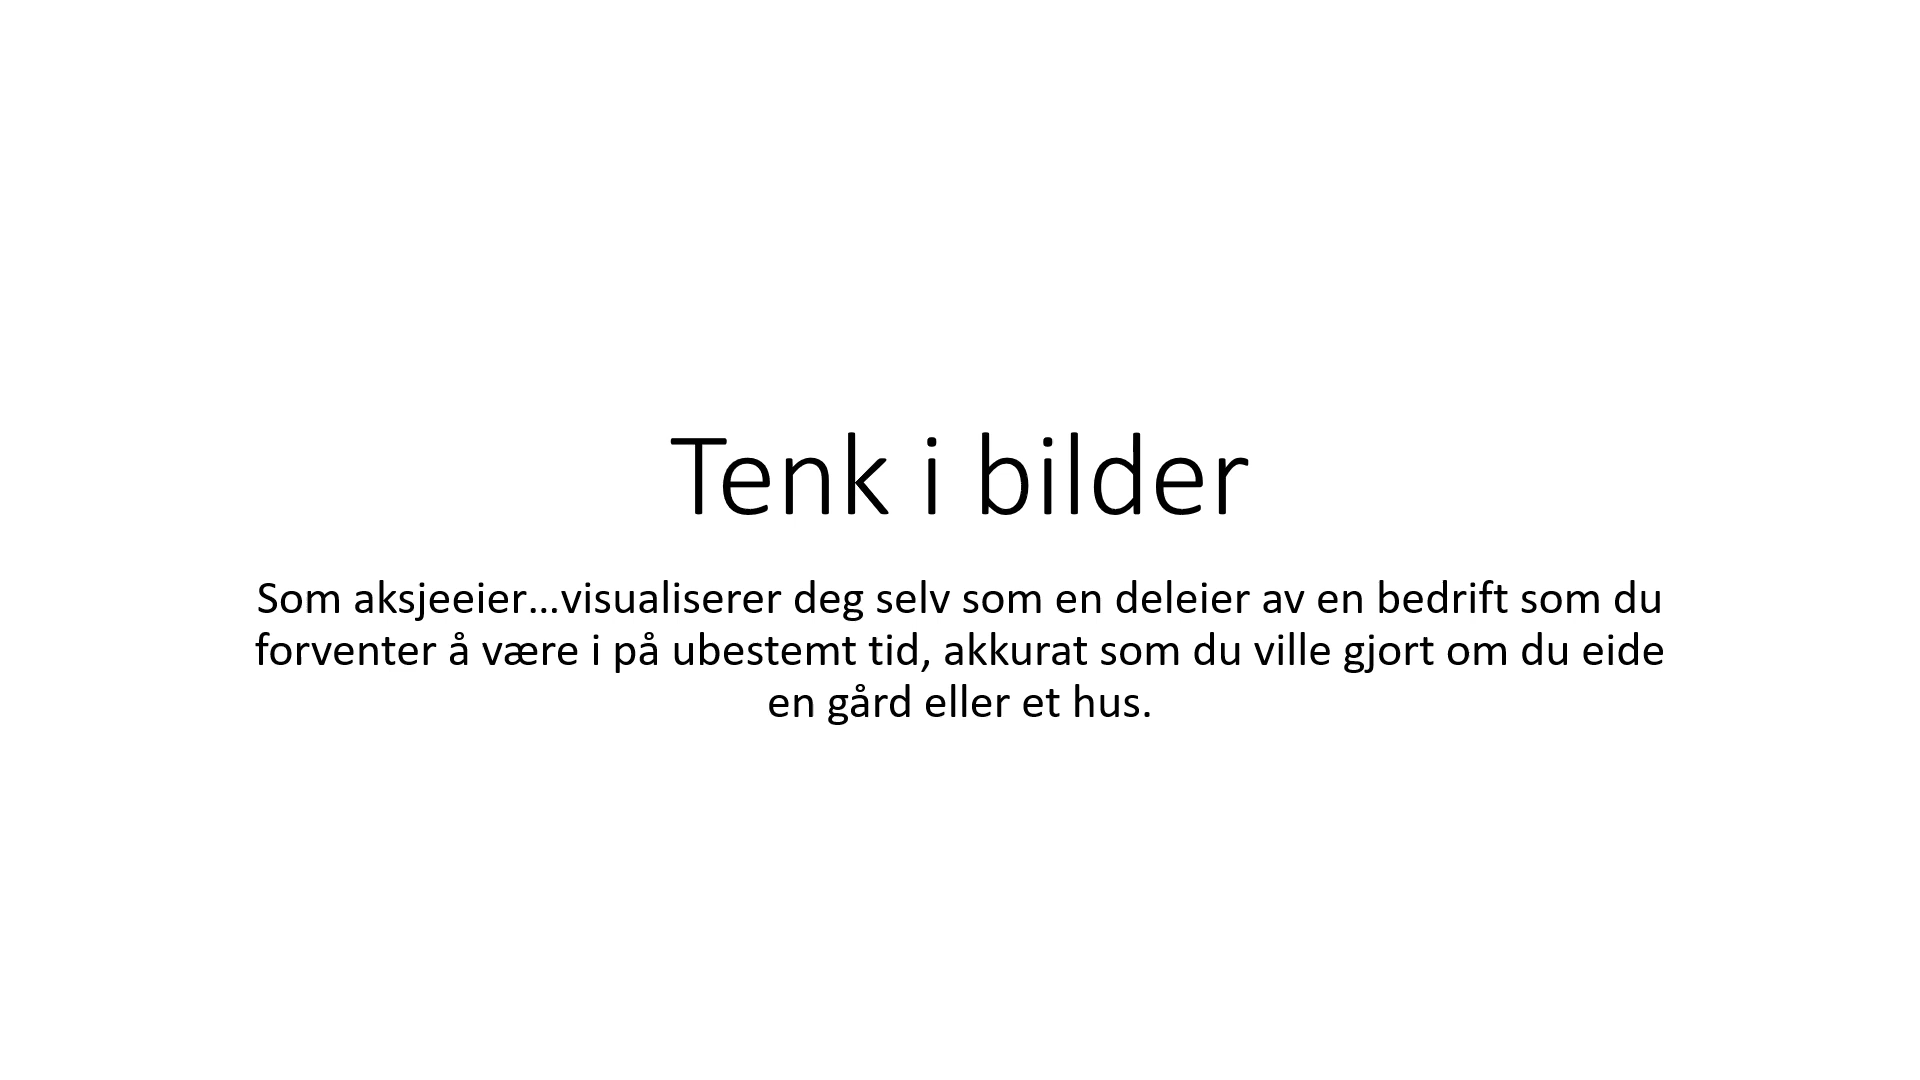 Tenk i bilder
Som aksjeeier...visualiserer deg selv som en deleier av en bedrift som du
forventer å være i på ubestemt tid, akkurat som du ville gjort om du eide
en gård eller et hus.